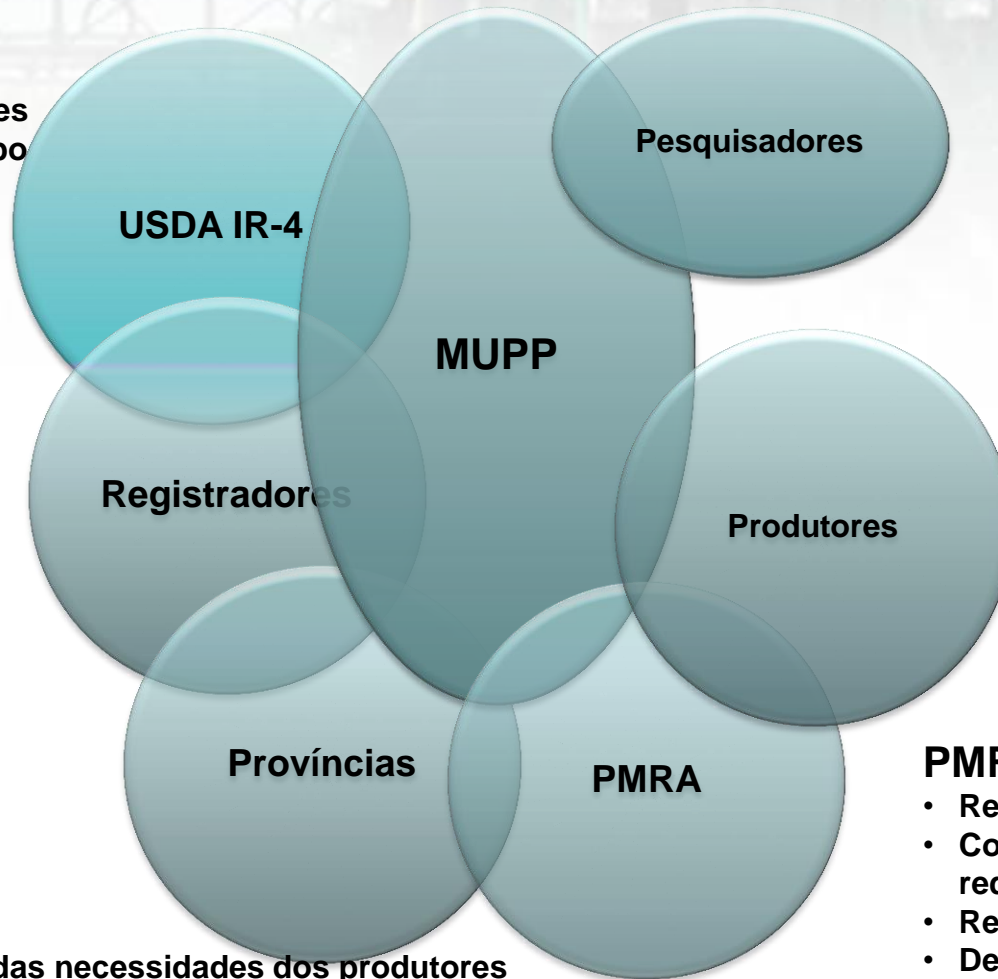 Pesquisadores
USDA IR-4
MUPP
Registradores
Produtores
Províncias
PMRA
das necessidades dos produtores